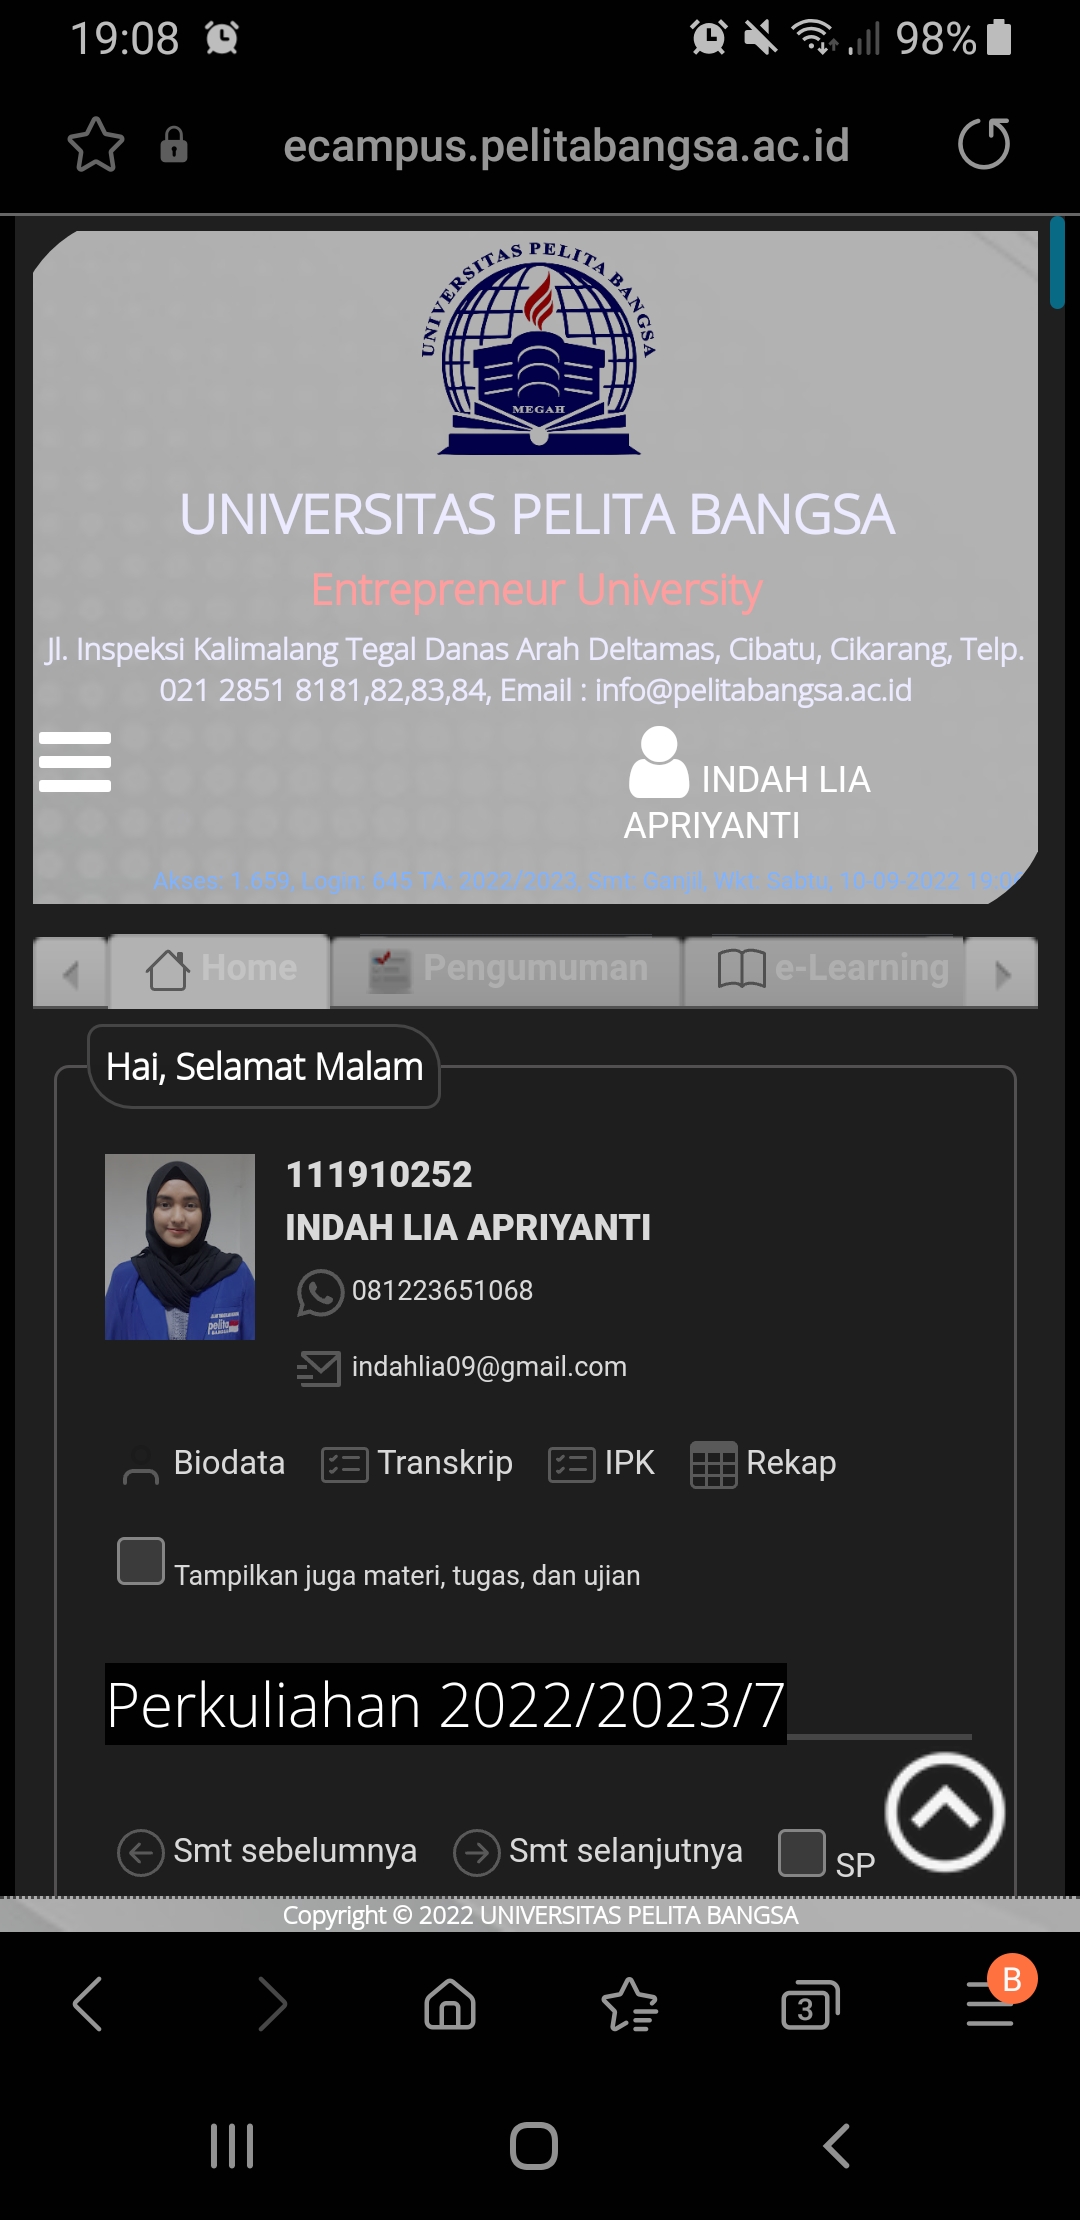 19:08 98%
ecampus.pelitabangsa.ac.id
UNIVERSITAS PELITA BANGSA
MEGAH
UNIVERSITAS PELITA BANGSA
Entrepreneur University
Jl. Inspeksi Kalimalang Tegal Danas Arah Deltamas, Cibatu, Cikarang, Telp.
021 2851 8181,82,83,84, Email : info@pelitabangsa.ac.id
INDAH LIA
APRIYANTI
Akses: 1.659, Login: 645 TA: 2022/2023, Smt: Ganjil, Wkt: Sabtu, 10-09-2022 19:0
Home Pengumuman e-Learning
Hai, Selamat Malam
111910252
INDAH LIA APRIYANTI
081223651068
indahlia09@gmail.com
pelita
BANGSA
Biodata Transkrip IPK Rekap
Tampilkan juga materi, tugas, dan ujian
Perkuliahan 2022/2023/7
Smt sebelumnya Smt selanjutnya SP
Copyright © 2022 UNIVERSITAS PELITA BANGSA
3 B